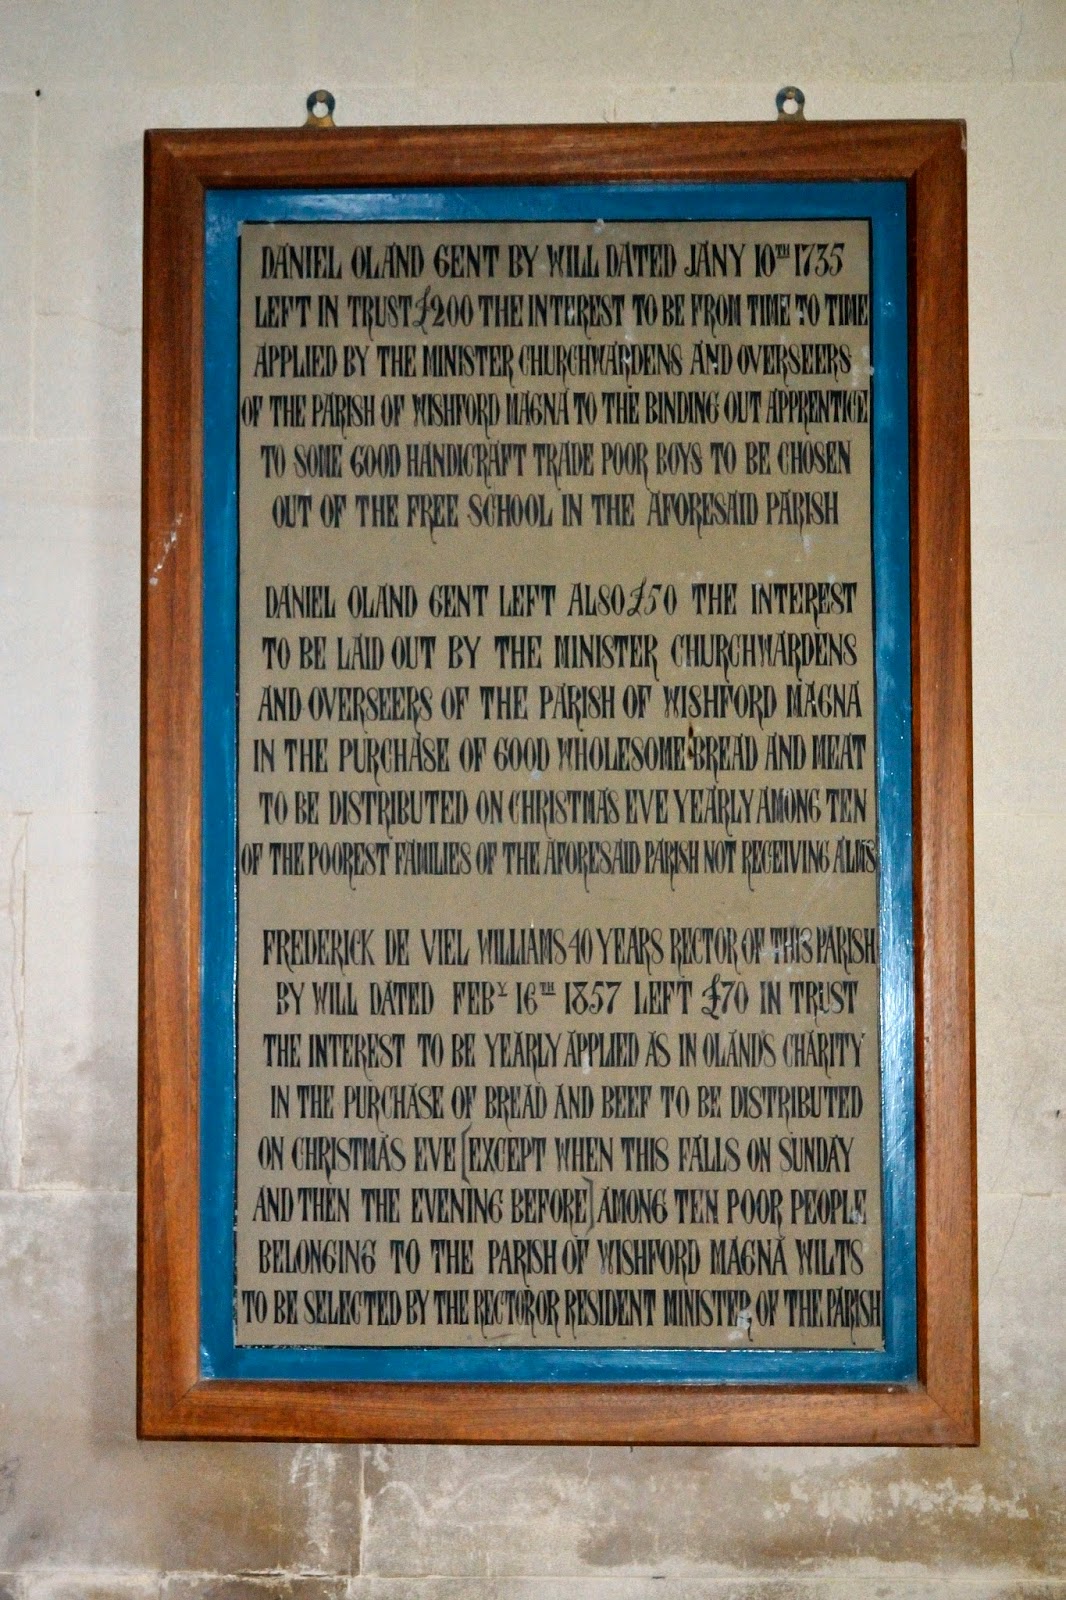 DANIEL OLAND GENT BY WILL DATED JANY 10TH 1735
LEFT IN TRUST £200 THE INTEREST TO BE FROM TIME TO TIME
APPLIED BY THE MINISTER CHURCHWARDENS AND OVERSEERS
OF THE PARISH OF WISHFORD MAGNA TO THE BINDING OUT APPRENTICE
TO SOME GOOD HANDICRAFT TRADE POOR BOYS TO BE CHOSEN
OUT OF THE FREE SCHOOL IN THE AFORESAID PARISH
DANIEL OLAND GENT LEFT ALSO £50 THE INTEREST
TO BE LAID OUT BY THE MINISTER CHURCHWARDENS
AND OVERSEERS OF THE PARISH OF WISHFORD MAGNA
IN THE PURCHASE OF GOOD WHOLESOME BREAD AND MEAT
TO BE DISTRIBUTED ON CHRISTMAS EVE YEARLY AMONG TEN
OF THE POOREST FAMILIES OF THE AFORESAID PARISH NOT RECEIVING ALMS
FREDERICK DE VIEL WILLIAMS 40 YEARS RECTOR OF THIS PARISH
BY WILL DATED FEBY 16TH 1857 LEFT £70 IN TRUST
THE INTEREST TO BE YEARLY APPLIED AS IN OLANDS CHARITY
IN THE PURCHASE OF BREAD AND BEEF TO BE DISTRIBUTED
ON CHRISTMAS EVE [EXCEPT WHEN THIS FALLS ON SUNDAY
AND THEN THE EVENING BEFORE] AMONG TEN POOR PEOPLE
BELONGING TO THE PARISH OF WISHFORD MAGNA WILTS
TO BE SELECTED BY THE RECTOR OR RESIDENT MINISTER OF THE PARISH